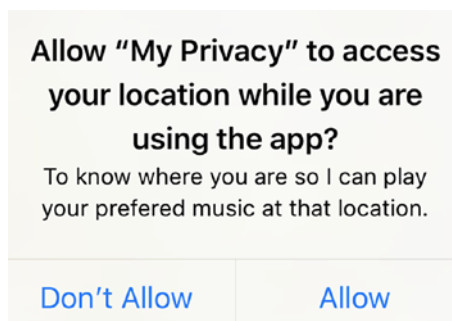 Allow “My Privacy” to access
your location while you are
using the app?
To know where you are so I can play
your prefered music at that location.
Don’t Allow
Allow